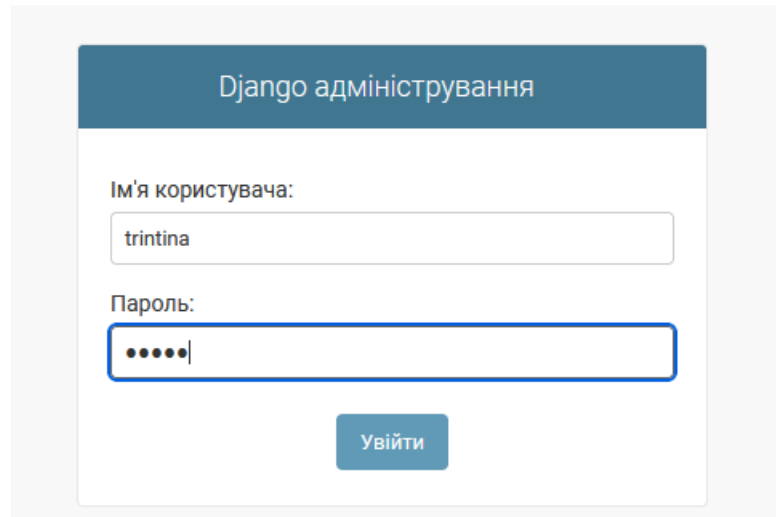 Django адміністрування
Ім'я користувача:
trintina
Пароль:
•••••
Увійти